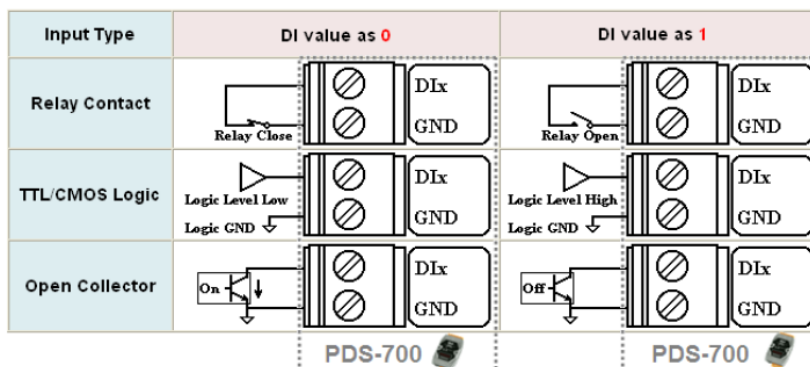 Input Type
DI value as 0
DI value as 1
Relay Contact
Relay Close
DIx
GND
Relay Open
DIx
GND
TTL/CMOS Logic
Logic Level Low
Logic GND
DIx
GND
Logic Level High
Logic GND
DIx
GND
Open Collector
On
DIx
GND
Off
DIx
GND
PDS-700
PDS-700